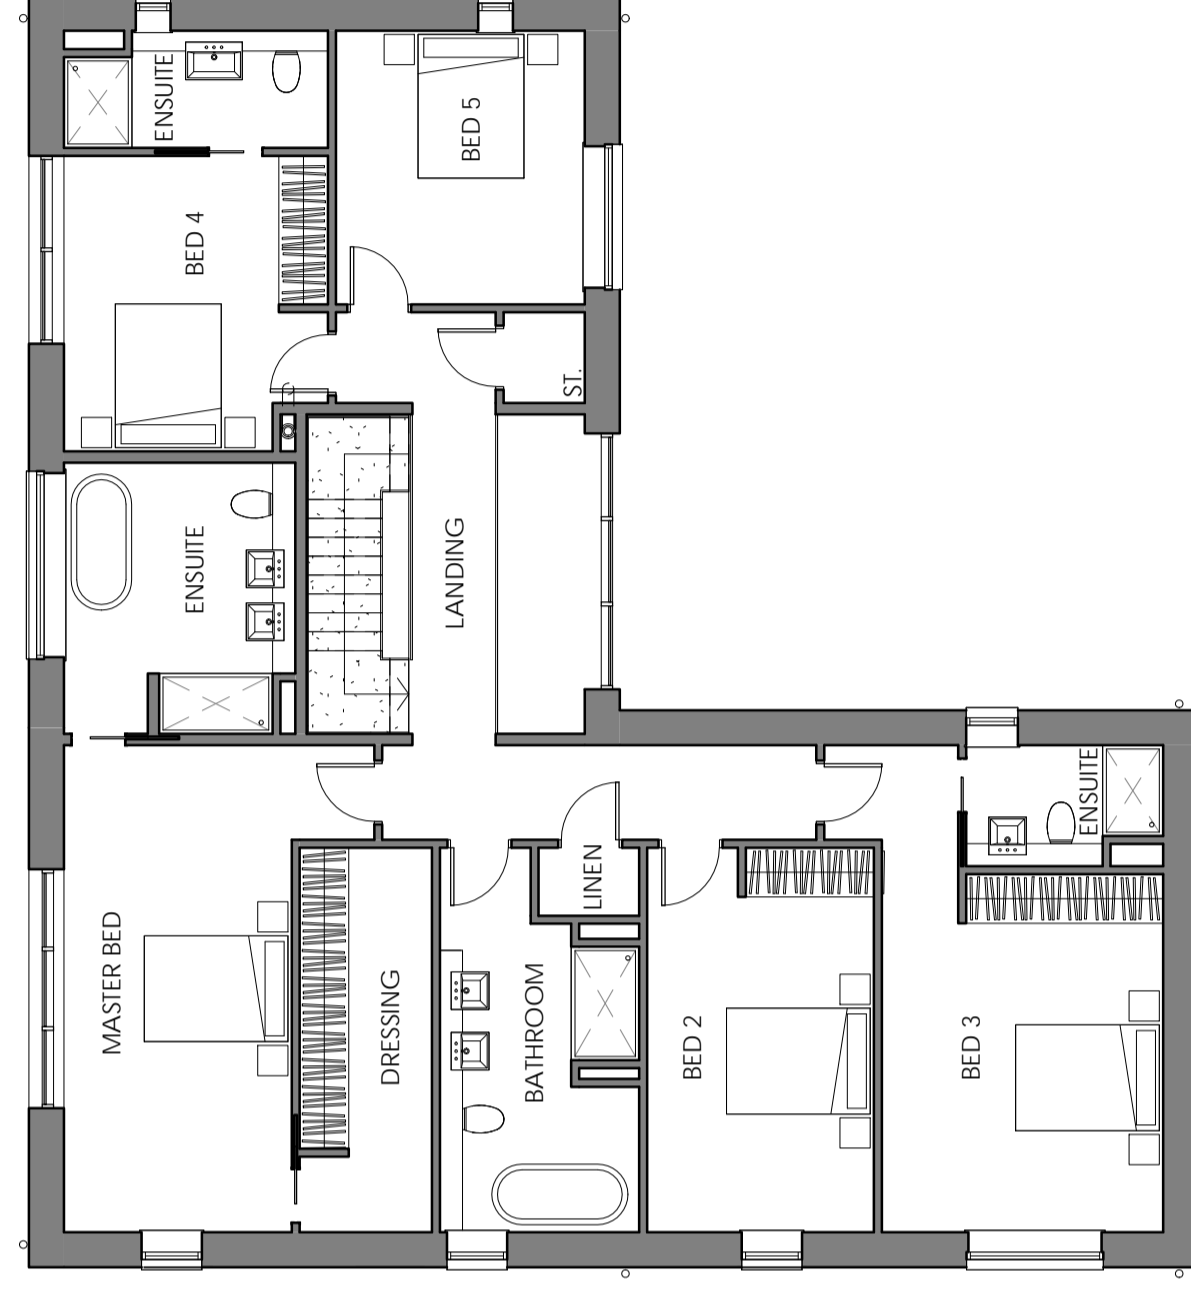 ENSUITE
BED 5
BED 4
ST.
ENSUITE
LANDING
ENSUITE
LINEN
MASTER BED
DRESSING
BATHROOM
BED 2
BED 3